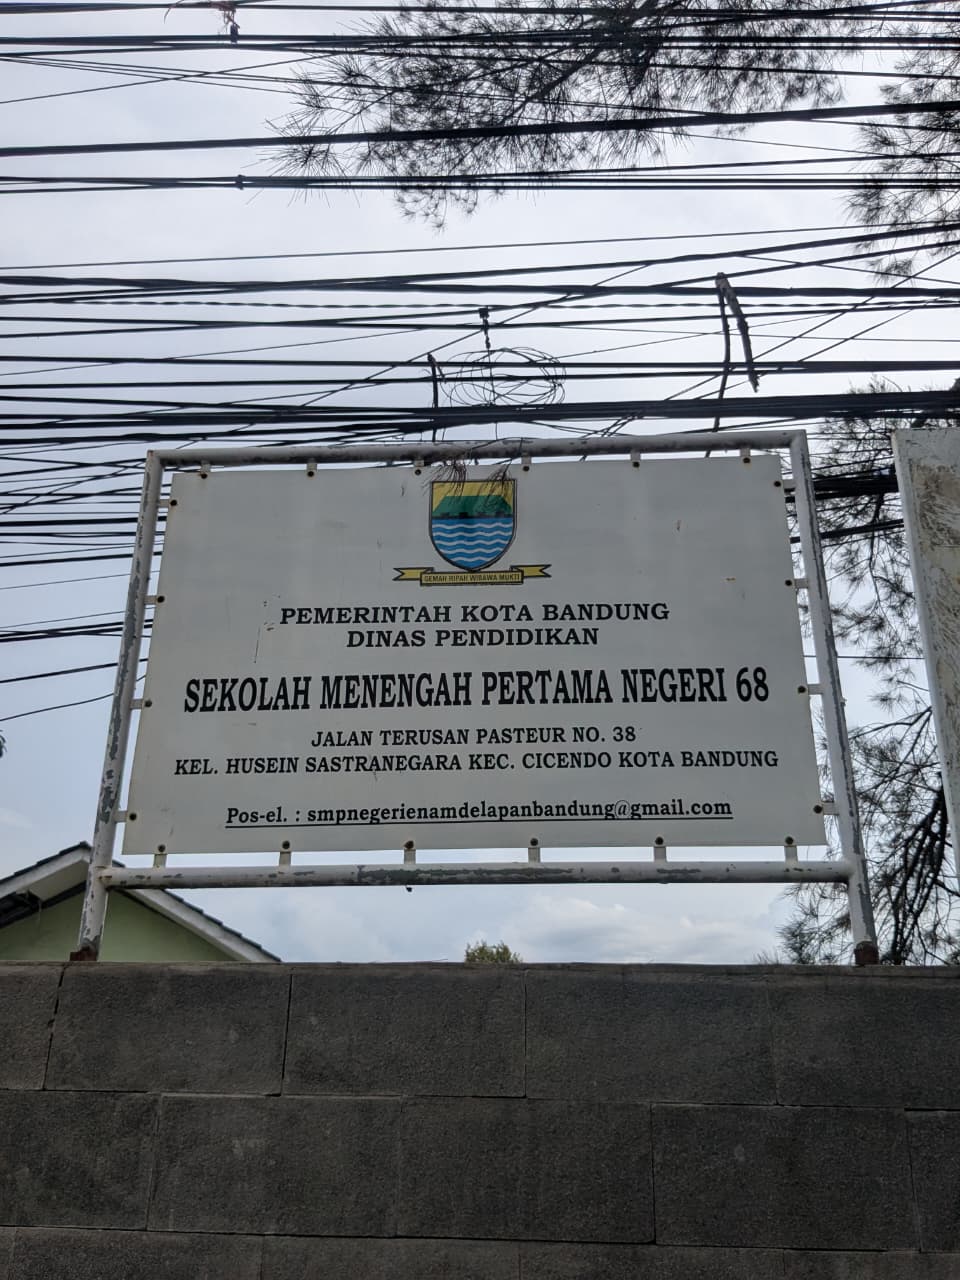 GEMAH RIPAH WIBAWA MUKTI
PEMERINTAH KOTA BANDUNG
DINAS PENDIDIKAN
SEKOLAH MENENGAH PERTAMA NEGERI 68
JALAN TERUSAN PASTEUR NO. 38
KEL. HUSEIN SASTRANEGARA KEC. CICENDO KOTA BANDUNG
Pos-el. : smpnegerienamdelapanbandung@gmail.com